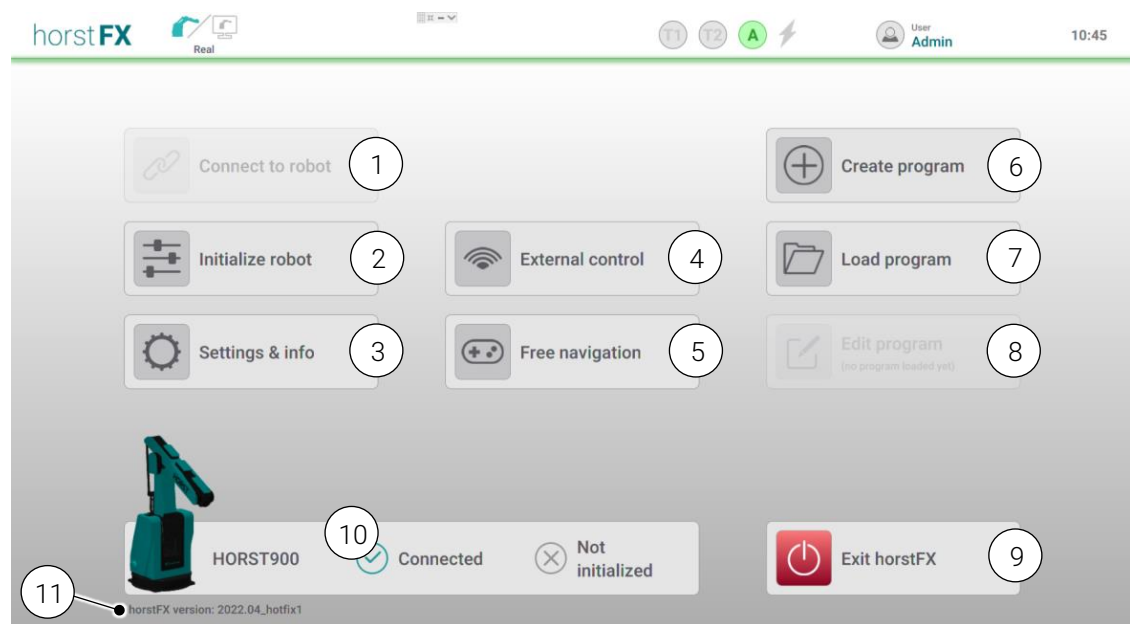 horstFX
Real
T1 T2 A
User
Admin
10:45
Connect to robot
1
Create program
6
Initialize robot
2
External control
4
Load program
7
Settings & info
3
Free navigation
5
Edit program
(no program loaded yet)
8
10
HORST900
Connected
Not
initialized
Exit horstFX
9
11
horstFX version: 2022.04_hotfix1